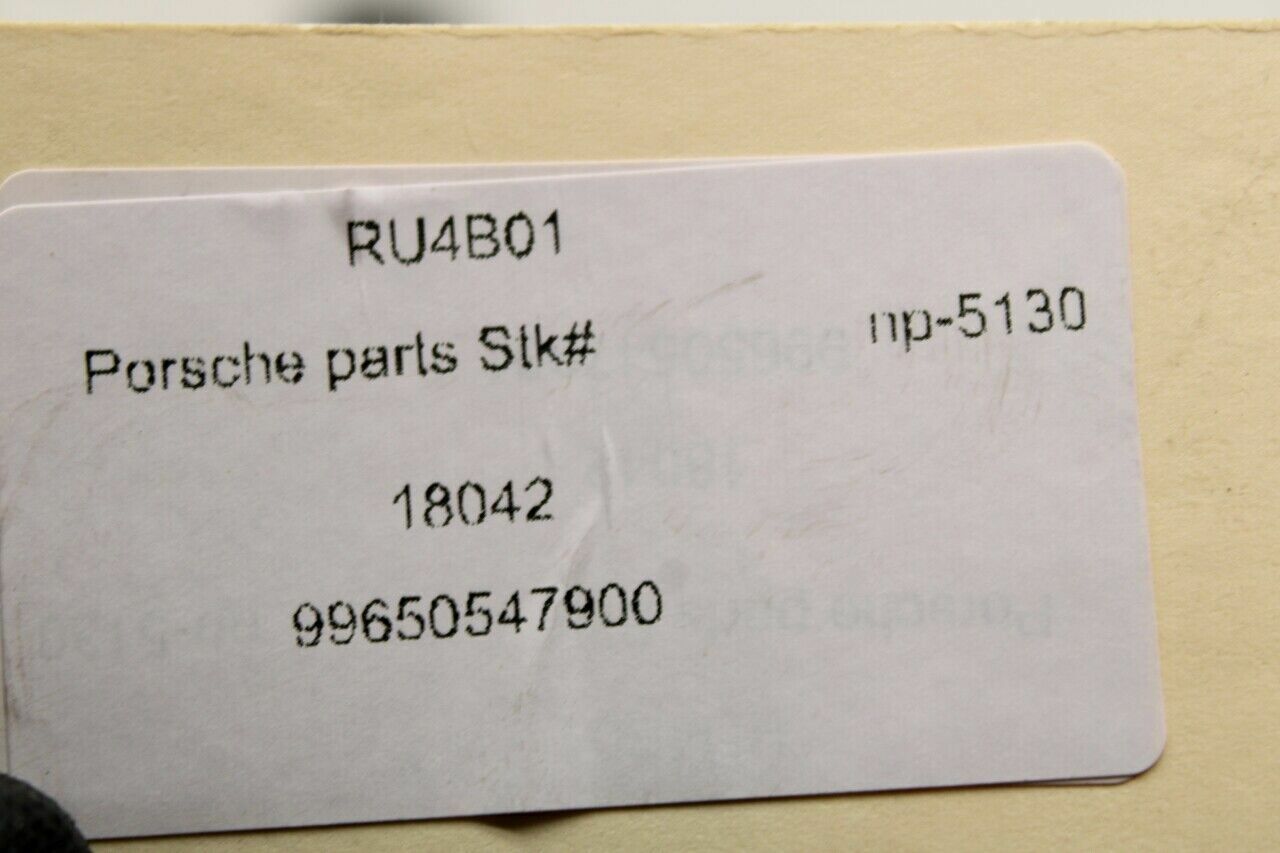 RU4B01
Porsche parts Stk# np-5130
18042
99650547900